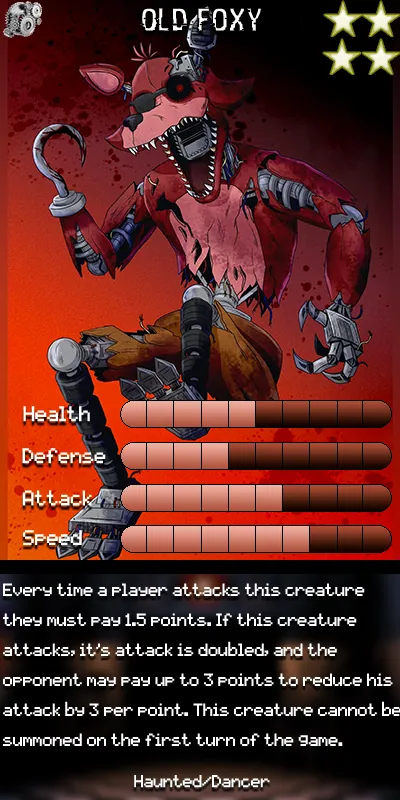 OLD FOXY
Health
Defense
Attack
Speed
Every time a player attacks this creature
they must pay 1.5 points. If this creature
attacks, it's attack is doubled, and the
opponent may pay up to 3 points to reduce his
attack by 3 per point. This creature cannot be
summoned on the first turn of the game.
Haunted/Dancer